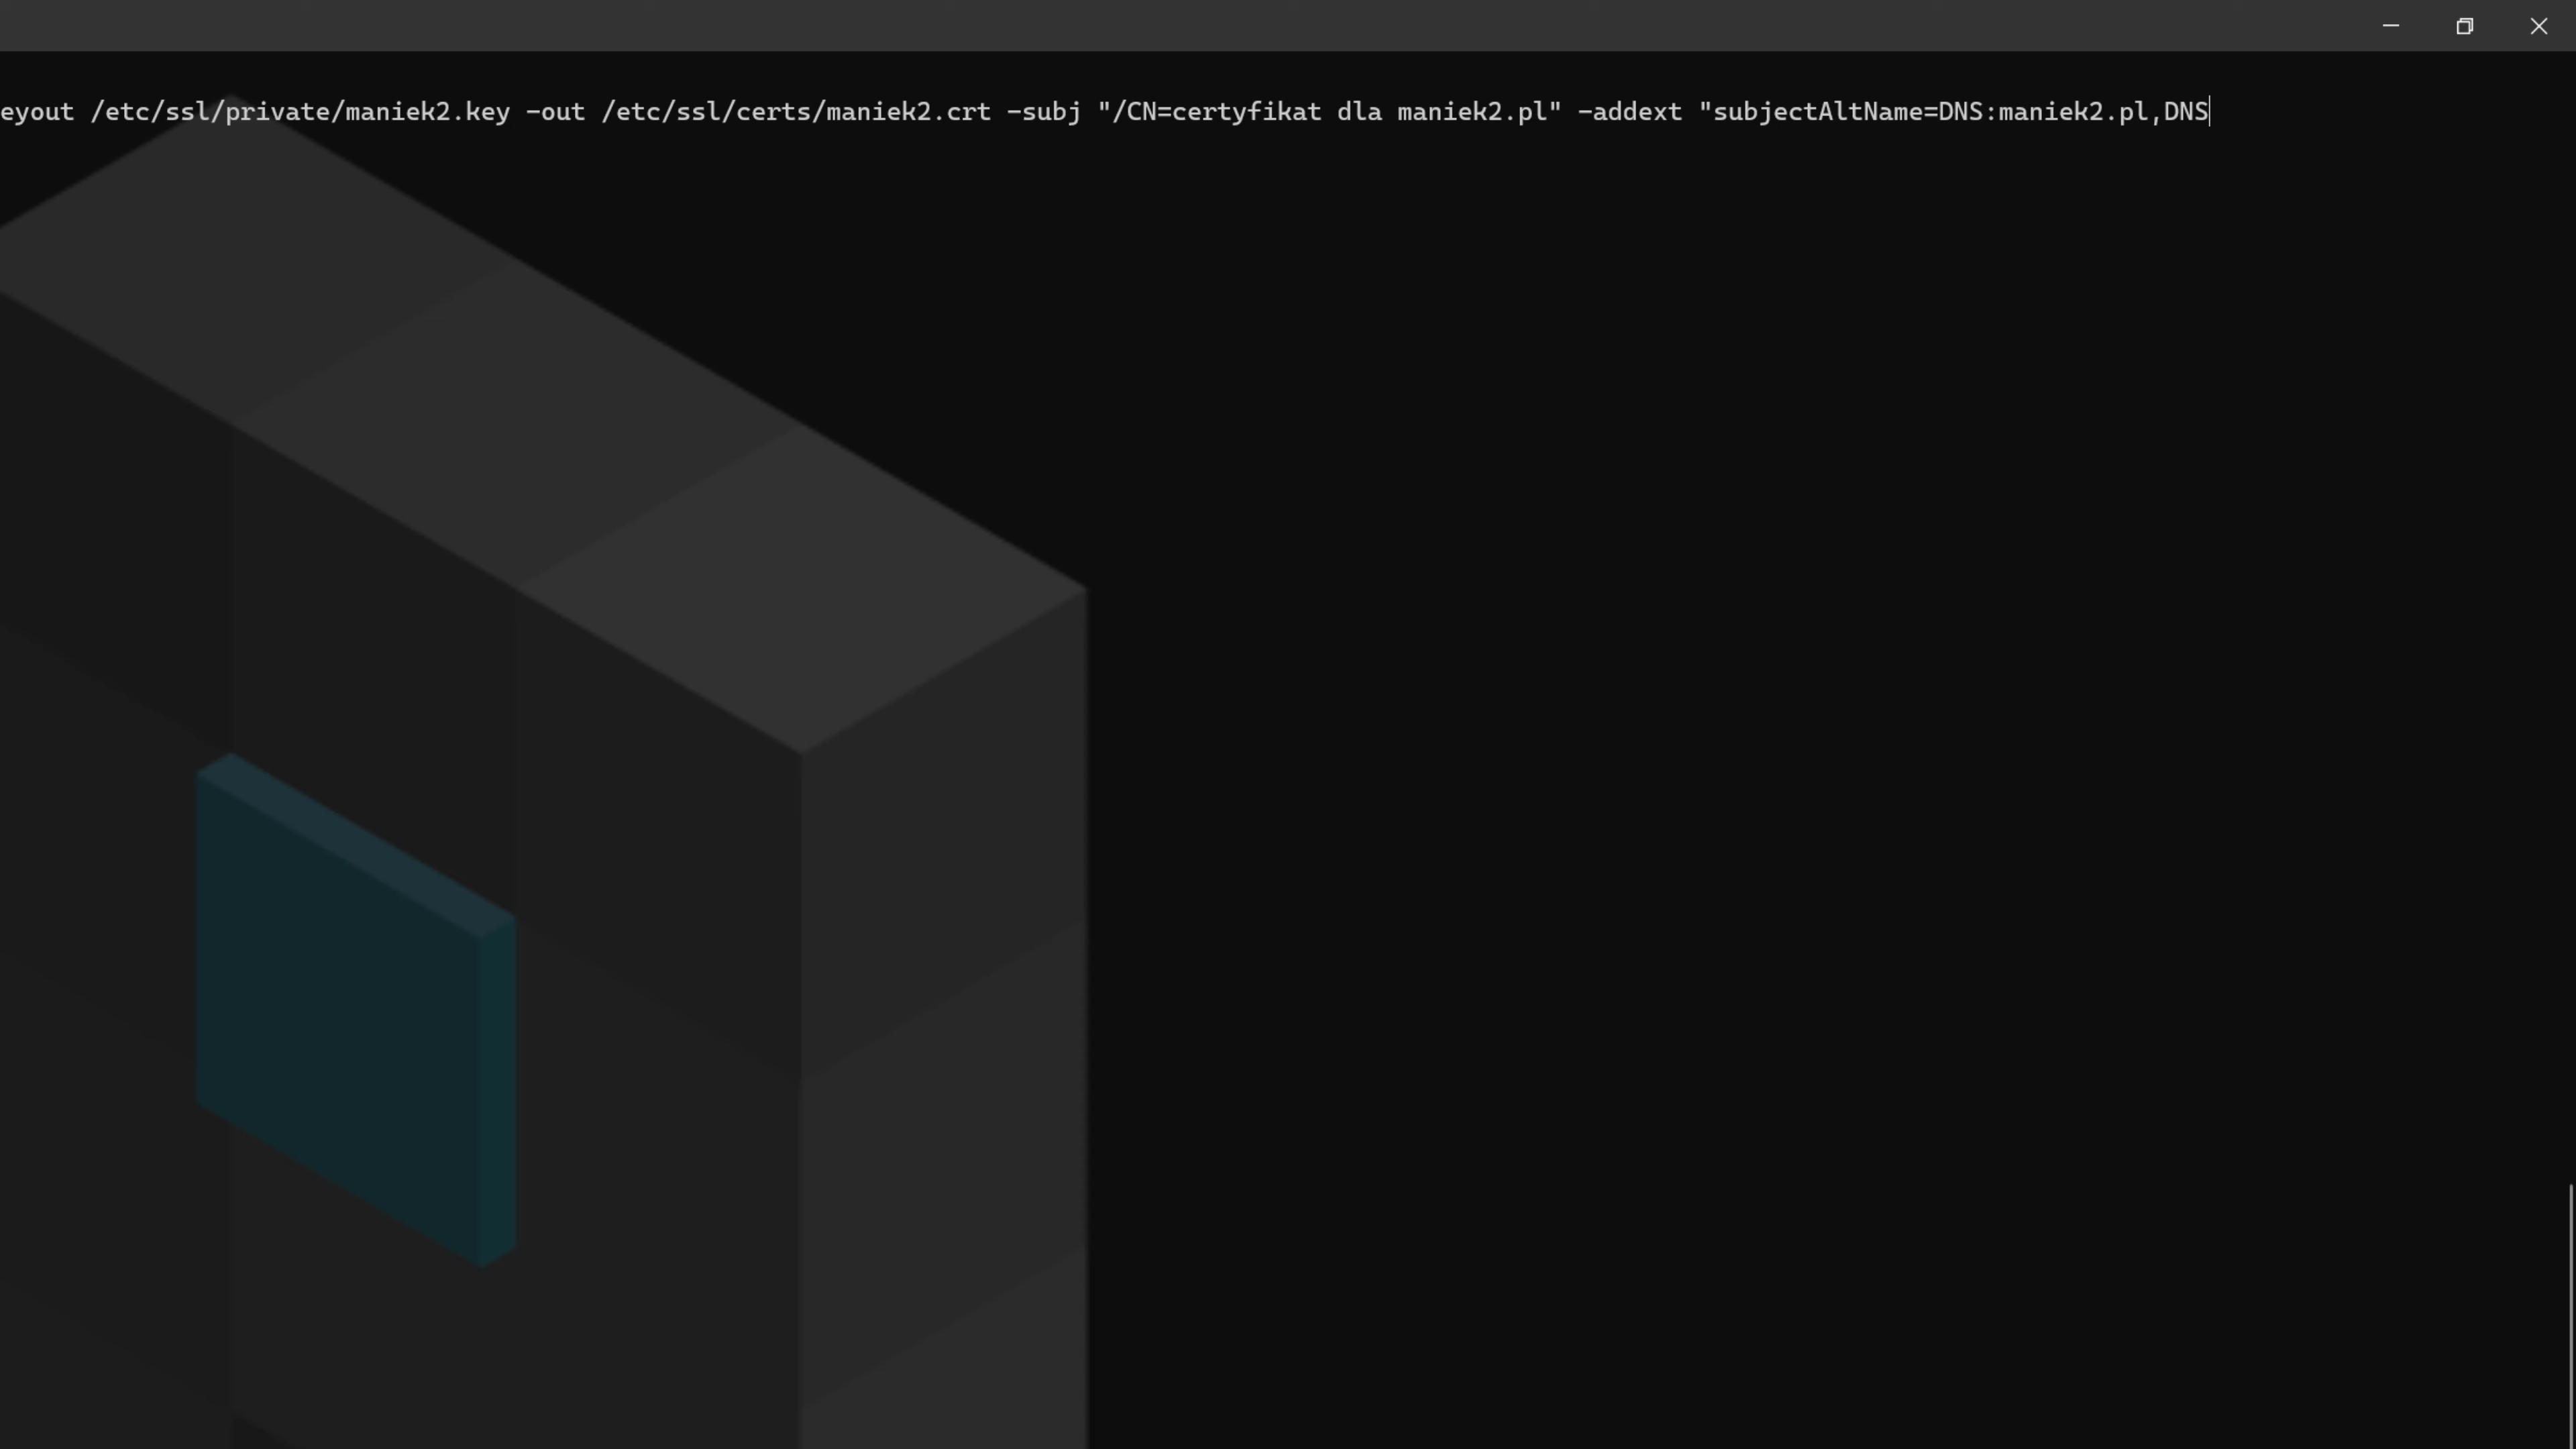 eyout /etc/ssl/private/maniek2.key -out /etc/ssl/certs/maniek2.crt -subj "/CN=certyfikat dla maniek2.pl" -addext "subjectAltName=DNS:maniek2.pl,DNS